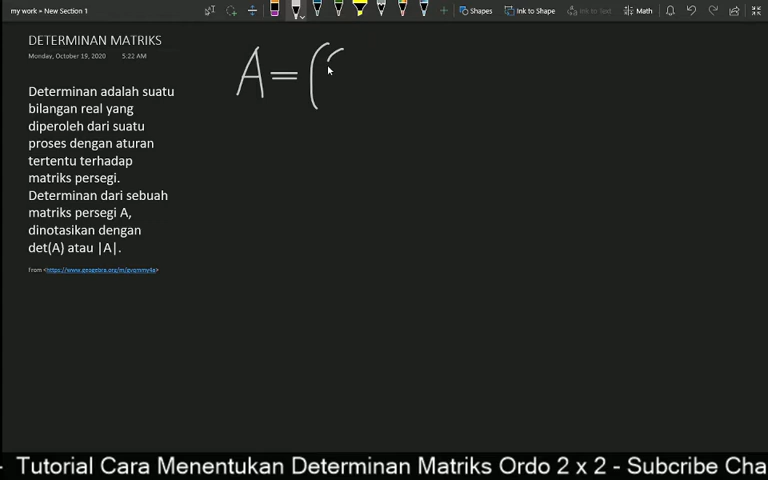 my work » New Section 1
Shapes
Ink to Shape
Ink to Text
Math
DETERMINAN MATRIKS
Monday, October 19, 2020 5:22 AM
A = (
Determinan adalah suatu
bilangan real yang
diperoleh dari suatu
proses dengan aturan
tertentu terhadap
matriks persegi.
Determinan dari sebuah
matriks persegi A,
dinotasikan dengan
det(A) atau |A|.
- Tutorial Cara Menentukan Determinan Matriks Ordo 2 x 2 - Subcribe Cha